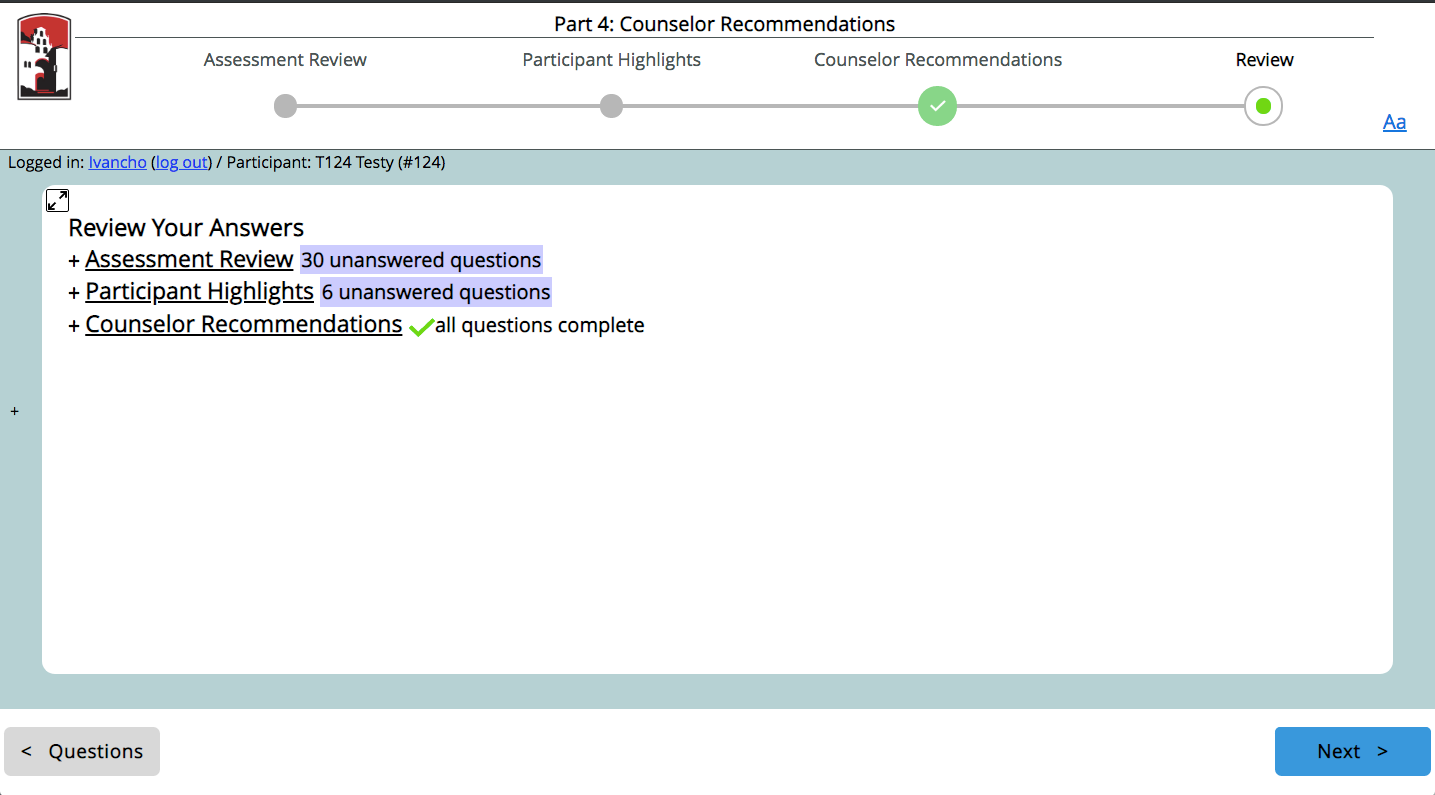 Part 4: Counselor Recommendations
Assessment Review
Participant Highlights
Counselor Recommendations
Review
Aa
Logged in: lvancho (log out) / Participant: T124 Testy (#124)
Review Your Answers
+ Assessment Review 30 unanswered questions
+ Participant Highlights 6 unanswered questions
+ Counselor Recommendations all questions complete
+
< Questions
Next >